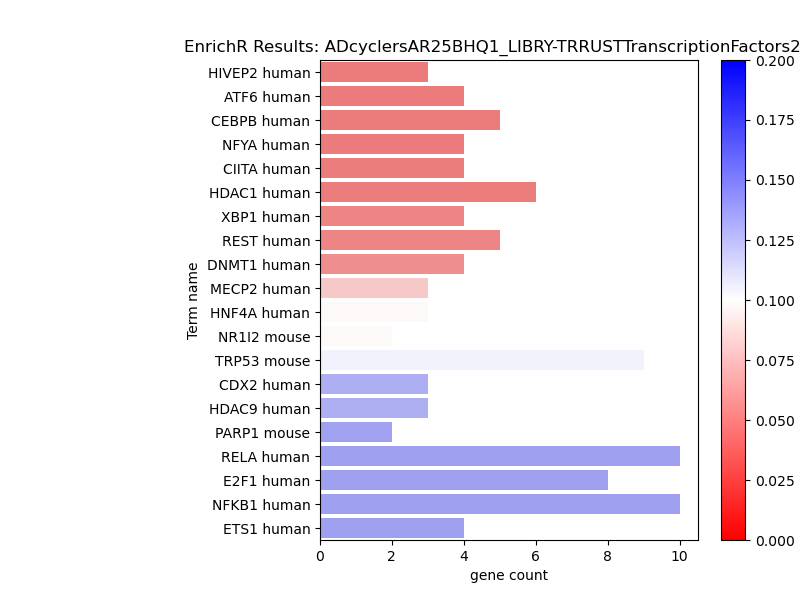 EnrichR Results: ADcyclersAR25BHQ1_LIBRY-TRRUSTTranscriptionFactors2
HIVEP2 human
ATF6 human
CEBPB human
NFYA human
CIITA human
HDAC1 human
XBP1 human
REST human
DNMT1 human
MECP2 human
HNF4A human
NR1I2 mouse
TRP53 mouse
CDX2 human
HDAC9 human
PARP1 mouse
RELA human
E2F1 human
NFKB1 human
ETS1 human
Term name
0 2 4 6 8 10
gene count
0.200
0.175
0.150
0.125
0.100
0.075
0.050
0.025
0.000